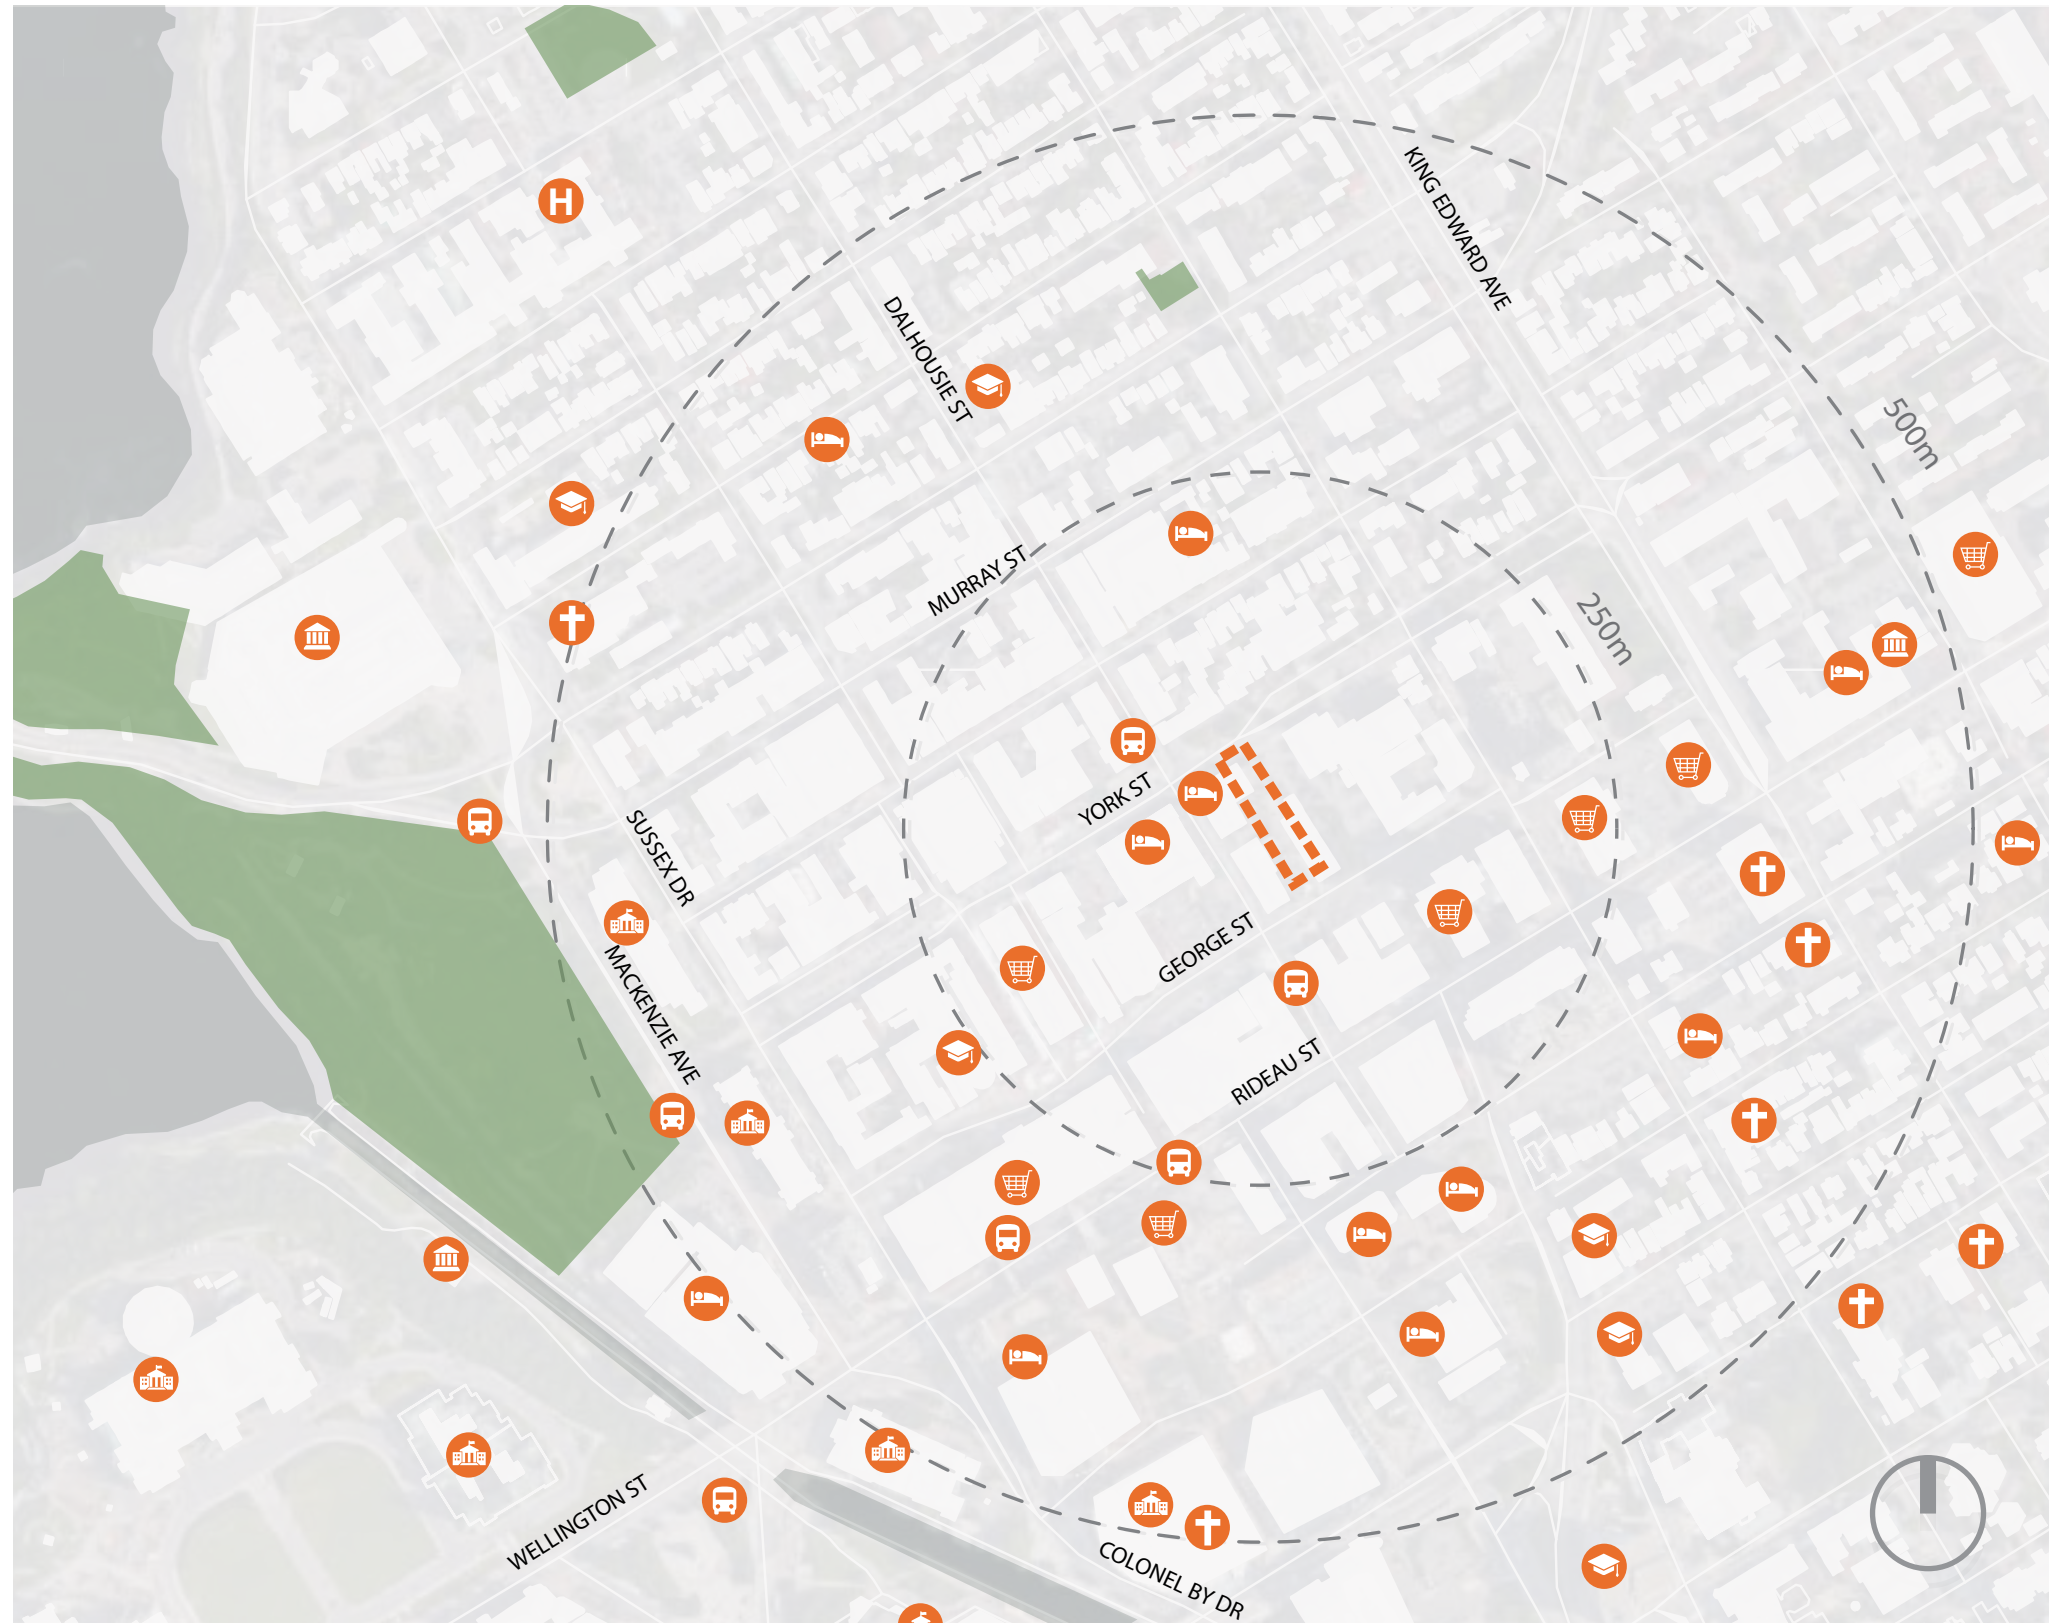 KING EDWARD AVE
H
DALHOUSIE ST
500m
MURRAY ST
250m
YORK ST
SUSSEX DR
GEORGE ST
MACKENZIE AVE
RIDEAU ST
WELLINGTON ST
COLONEL BY DR